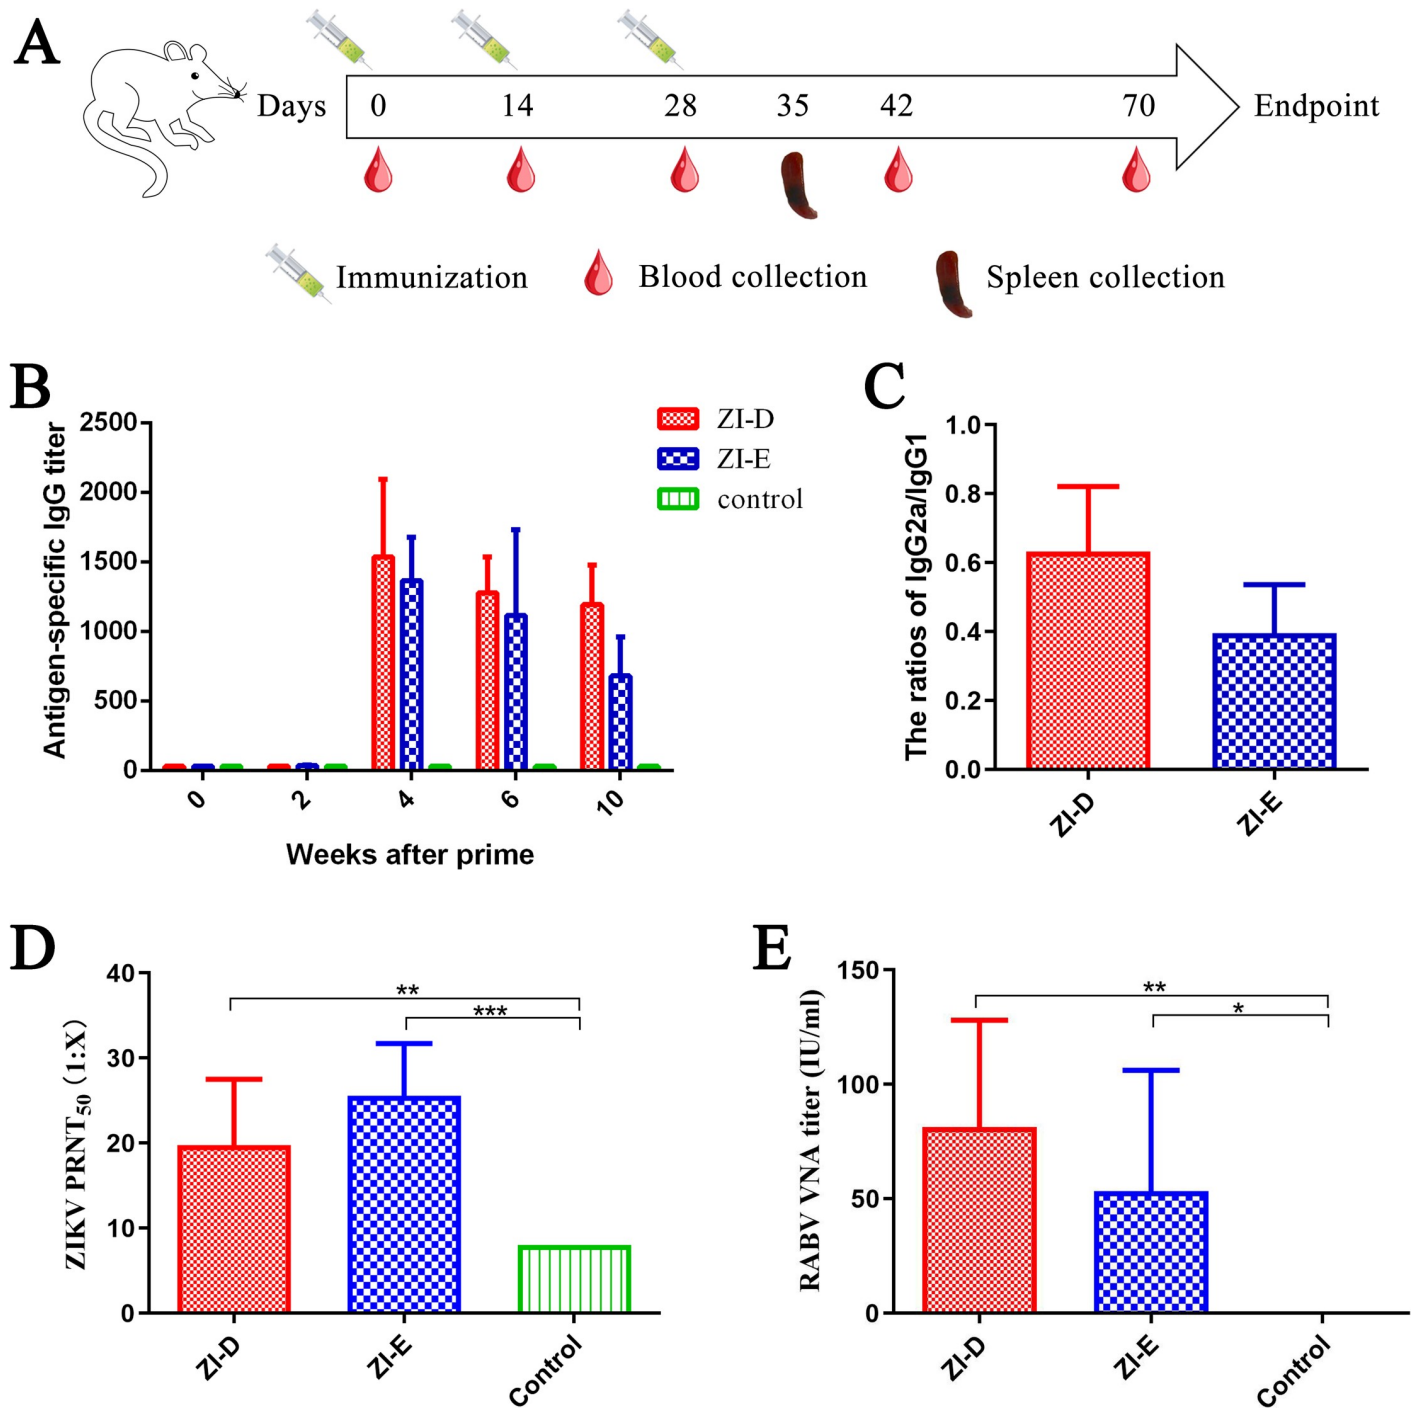 A
Days 0 14 28 35 42 70 Endpoint
Immunization Blood collection Spleen collection
B
Antigen-specific IgG titer
2500
2000
1500
1000
500
0
0 2 4 6 10
Weeks after prime
ZI-D
ZI-E
control
C
The ratios of IgG2a/IgG1
1.0
0.8
0.6
0.4
0.2
0.0
ZI-D ZI-E
D
ZIKV PRNT50 (1:X)
40
30
20
10
0
**
***
ZI-D ZI-E Control
E
RABV VNA titer (IU/ml)
150
100
50
0
**
*
ZI-D ZI-E Control